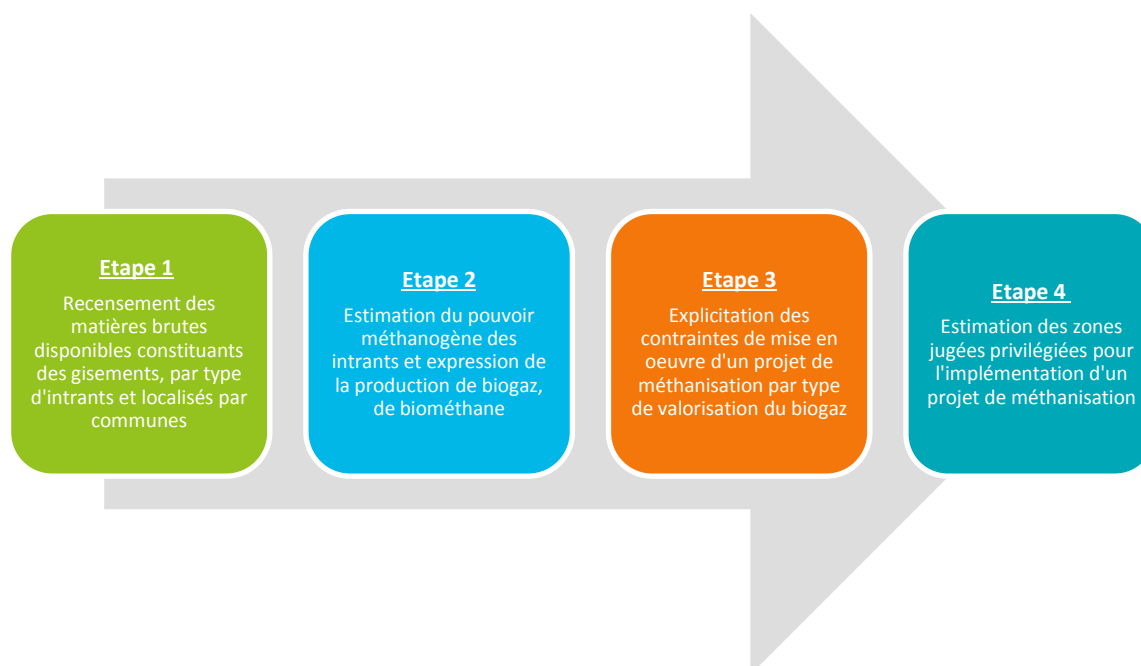 Etape 1
Recensement des
matières brutes
disponibles constituants
des gisements, par type
d'intrants et localisés par
communes
Etape 2
Estimation du pouvoir
méthanogène des
intrants et expression de
la production de biogaz,
de biométhane
Etape 3
Explicitation des
contraintes de mise en
oeuvre d'un projet de
méthanisation par type
de valorisation du biogaz
Etape 4
Estimation des zones
jugées privilégiées pour
l'implémentation d'un
projet de méthanisation